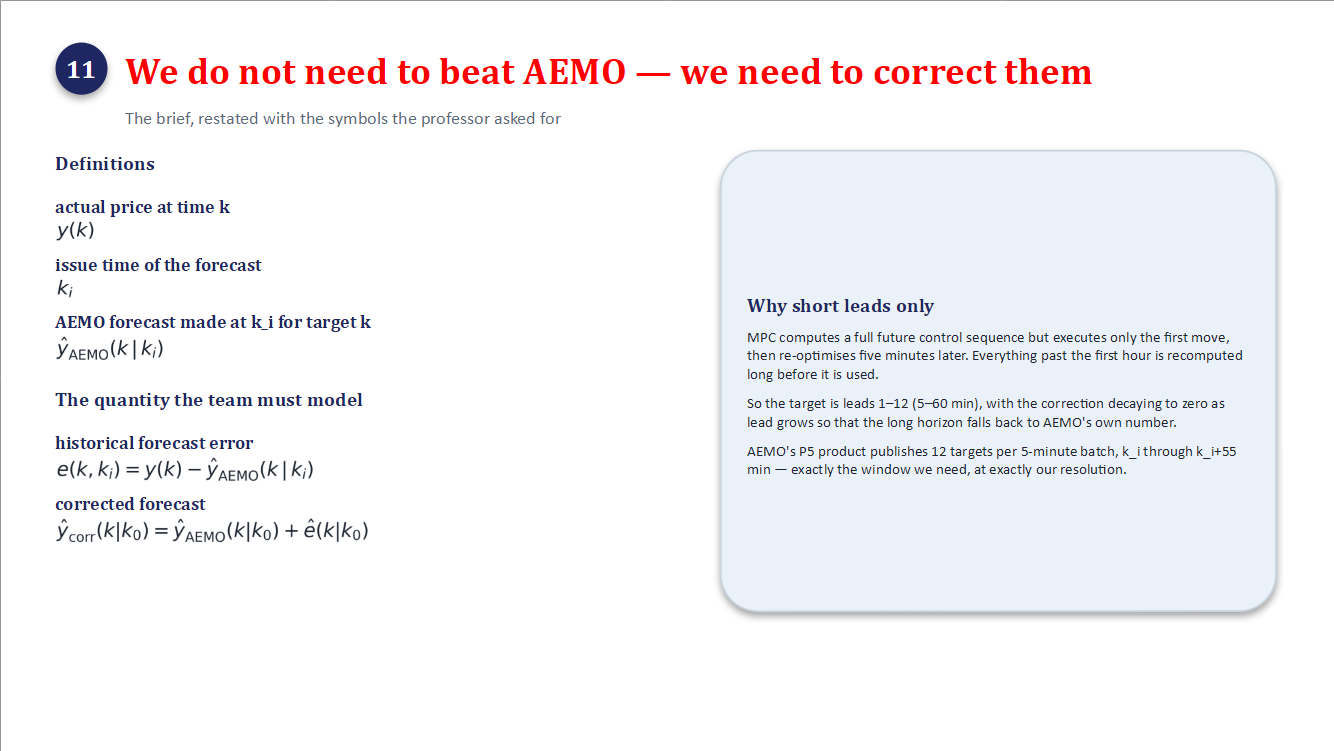 11
We do not need to beat AEMO — we need to correct them
The brief, restated with the symbols the professor asked for
Definitions
actual price at time k
y(k)
issue time of the forecast
kᵢ
AEMO forecast made at k_i for target k
ŷ_AEMO(k | kᵢ)
The quantity the team must model
historical forecast error
e(k, kᵢ) = y(k) − ŷ_AEMO(k | kᵢ)
corrected forecast
ŷ_corr(k|k₀) = ŷ_AEMO(k|k₀) + ê(k|k₀)
Why short leads only
MPC computes a full future control sequence but executes only the first move,
then re-optimises five minutes later. Everything past the first hour is recomputed
long before it is used.
So the target is leads 1–12 (5–60 min), with the correction decaying to zero as
lead grows so that the long horizon falls back to AEMO's own number.
AEMO's P5 product publishes 12 targets per 5-minute batch, k_i through k_i+55
min — exactly the window we need, at exactly our resolution.